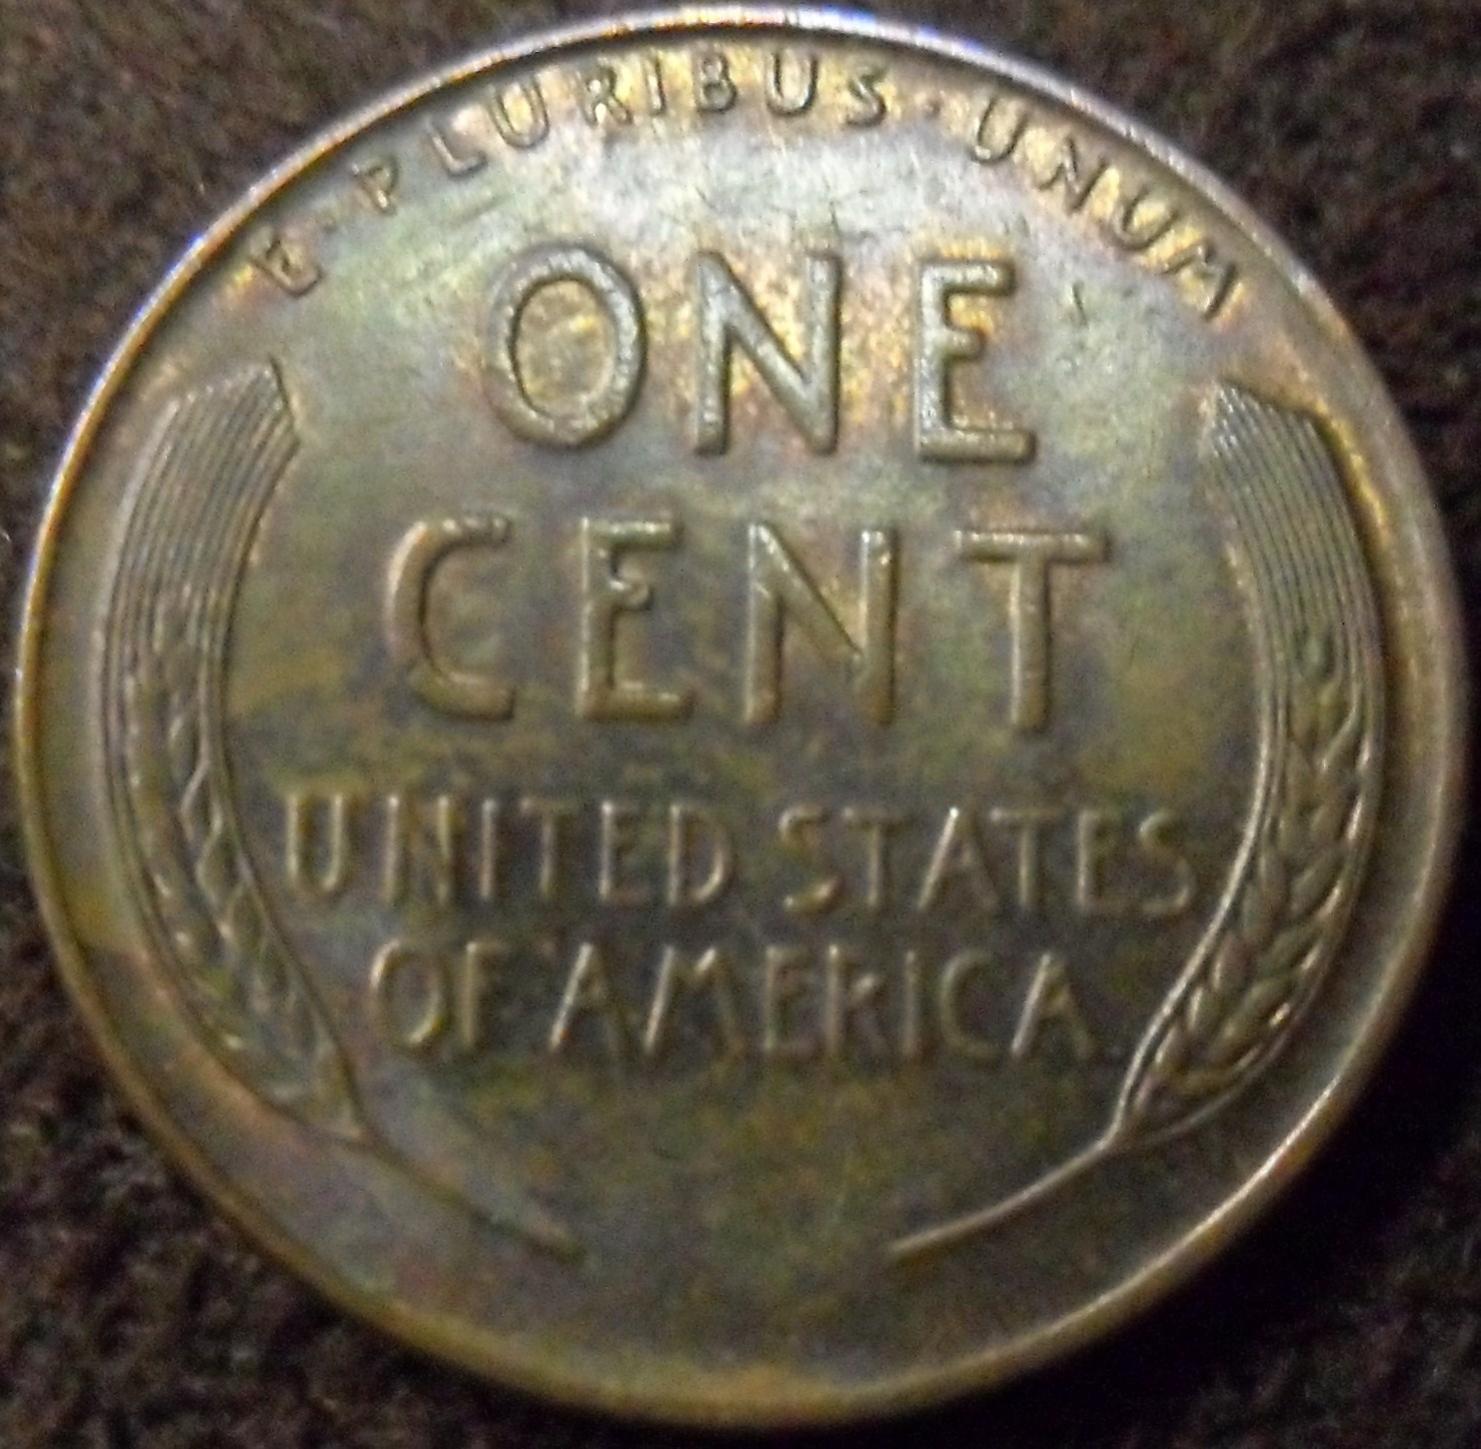 E · PLURIBUS · UNUM
ONE
CENT
UNITED STATES
OF AMERICA